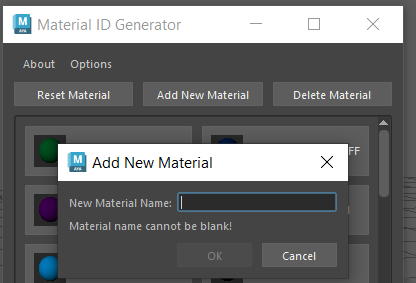 Material ID Generator
About Options
Reset Material Add New Material Delete Material
FF
Add New Material
New Material Name:
Material name cannot be blank!
OK Cancel